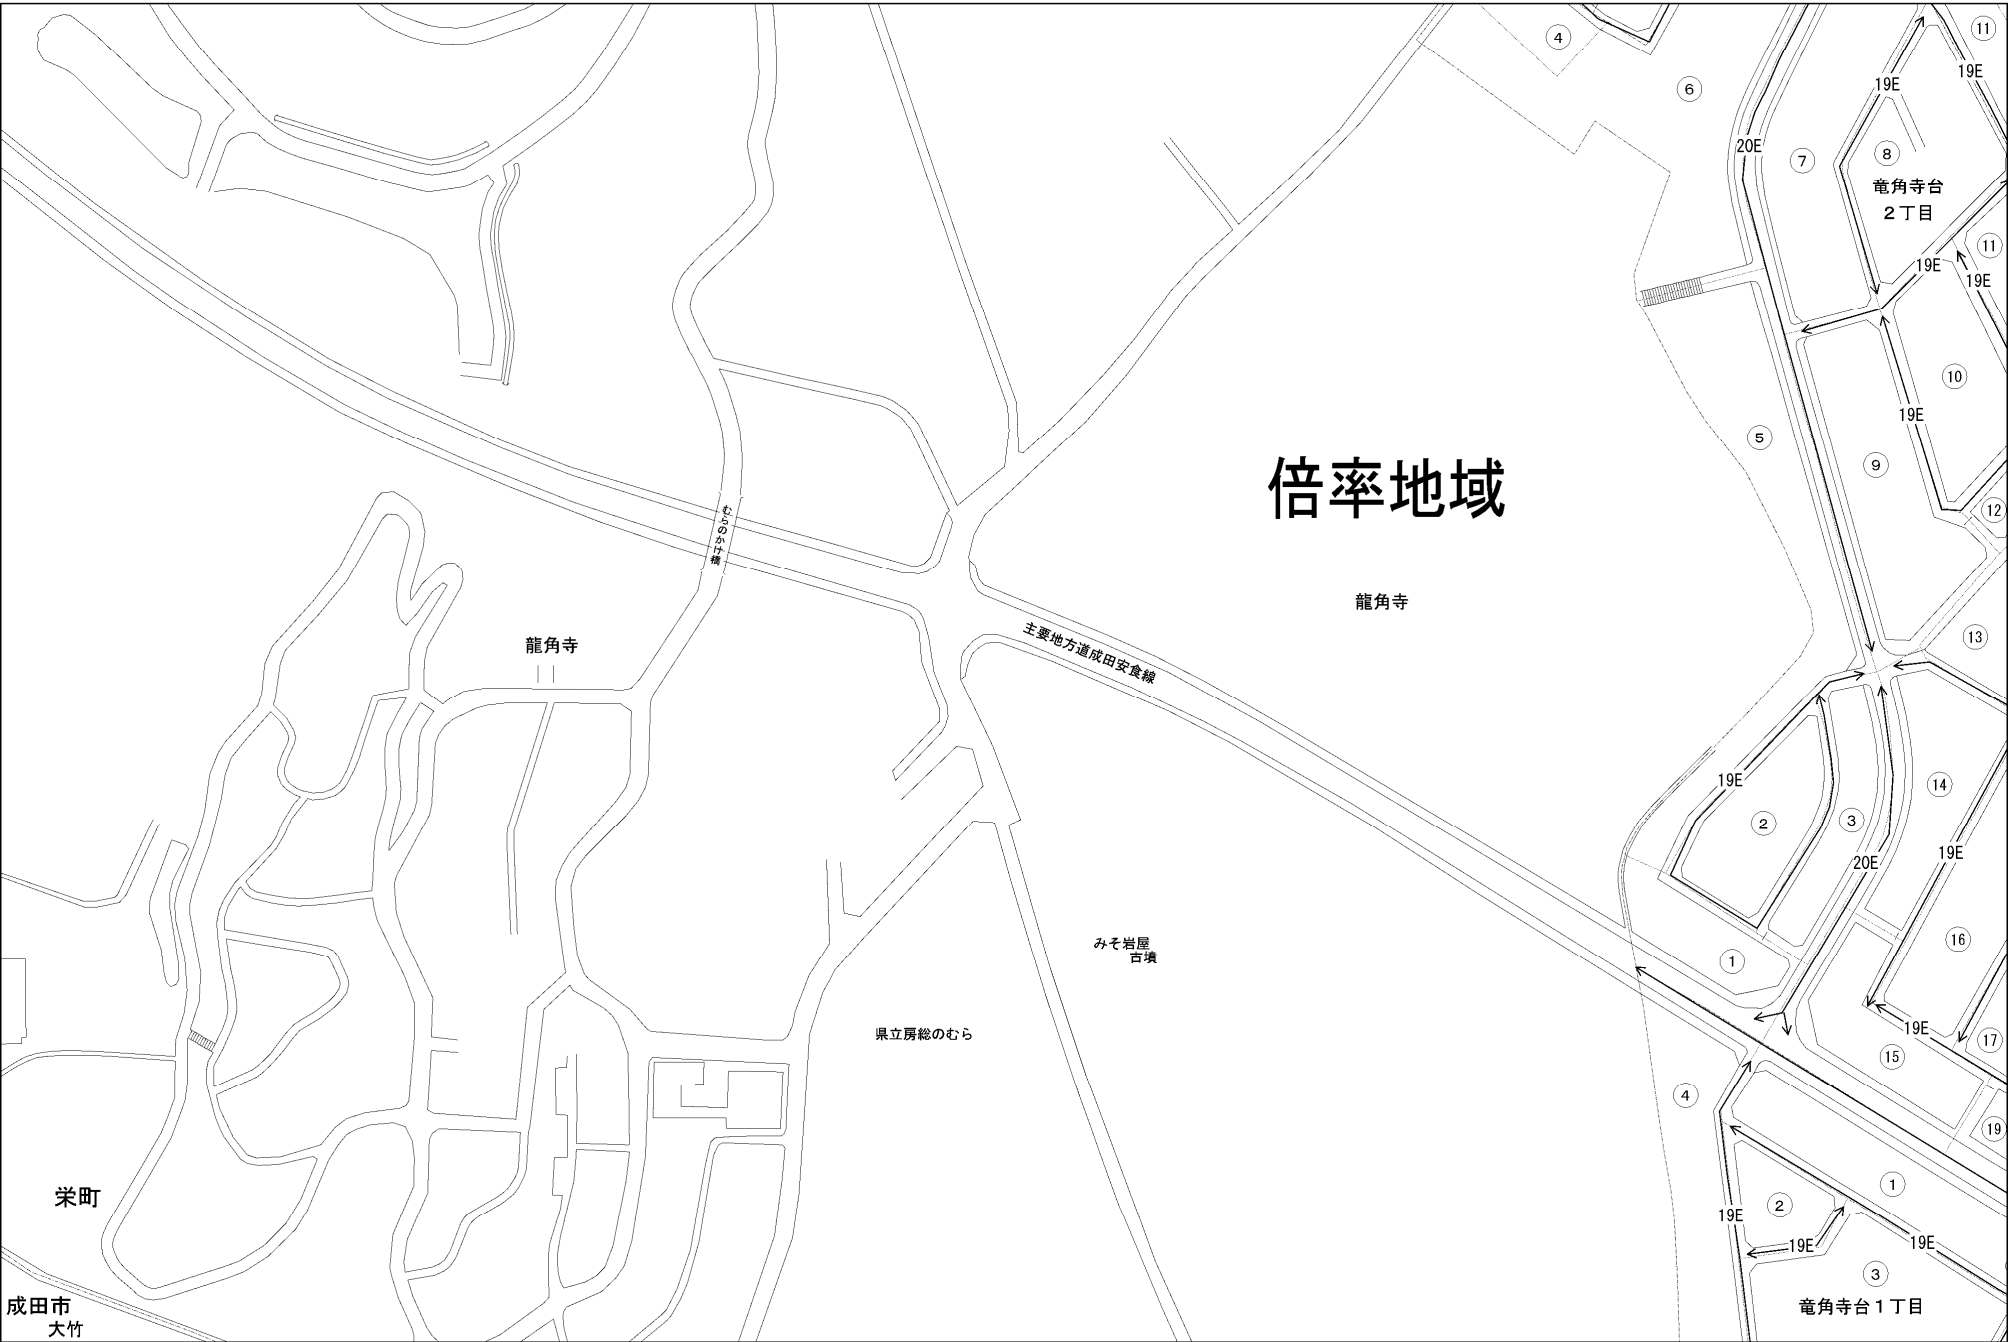 ④
⑥
⑪
19E
19E
20E
⑦
⑧
竜角寺台
2丁目
⑪
19E
19E
⑩
19E
⑤
⑨
倍率地域
⑫
むらのかけ橋
龍角寺
⑬
主要地方道成田安食線
龍角寺
19E
⑭
②
③
20E
19E
⑯
みそ岩屋
古墳
①
県立房総のむら
19E
⑰
⑮
④
⑲
①
栄町
②
19E
19E
19E
③
竜角寺台1丁目
成田市
大竹